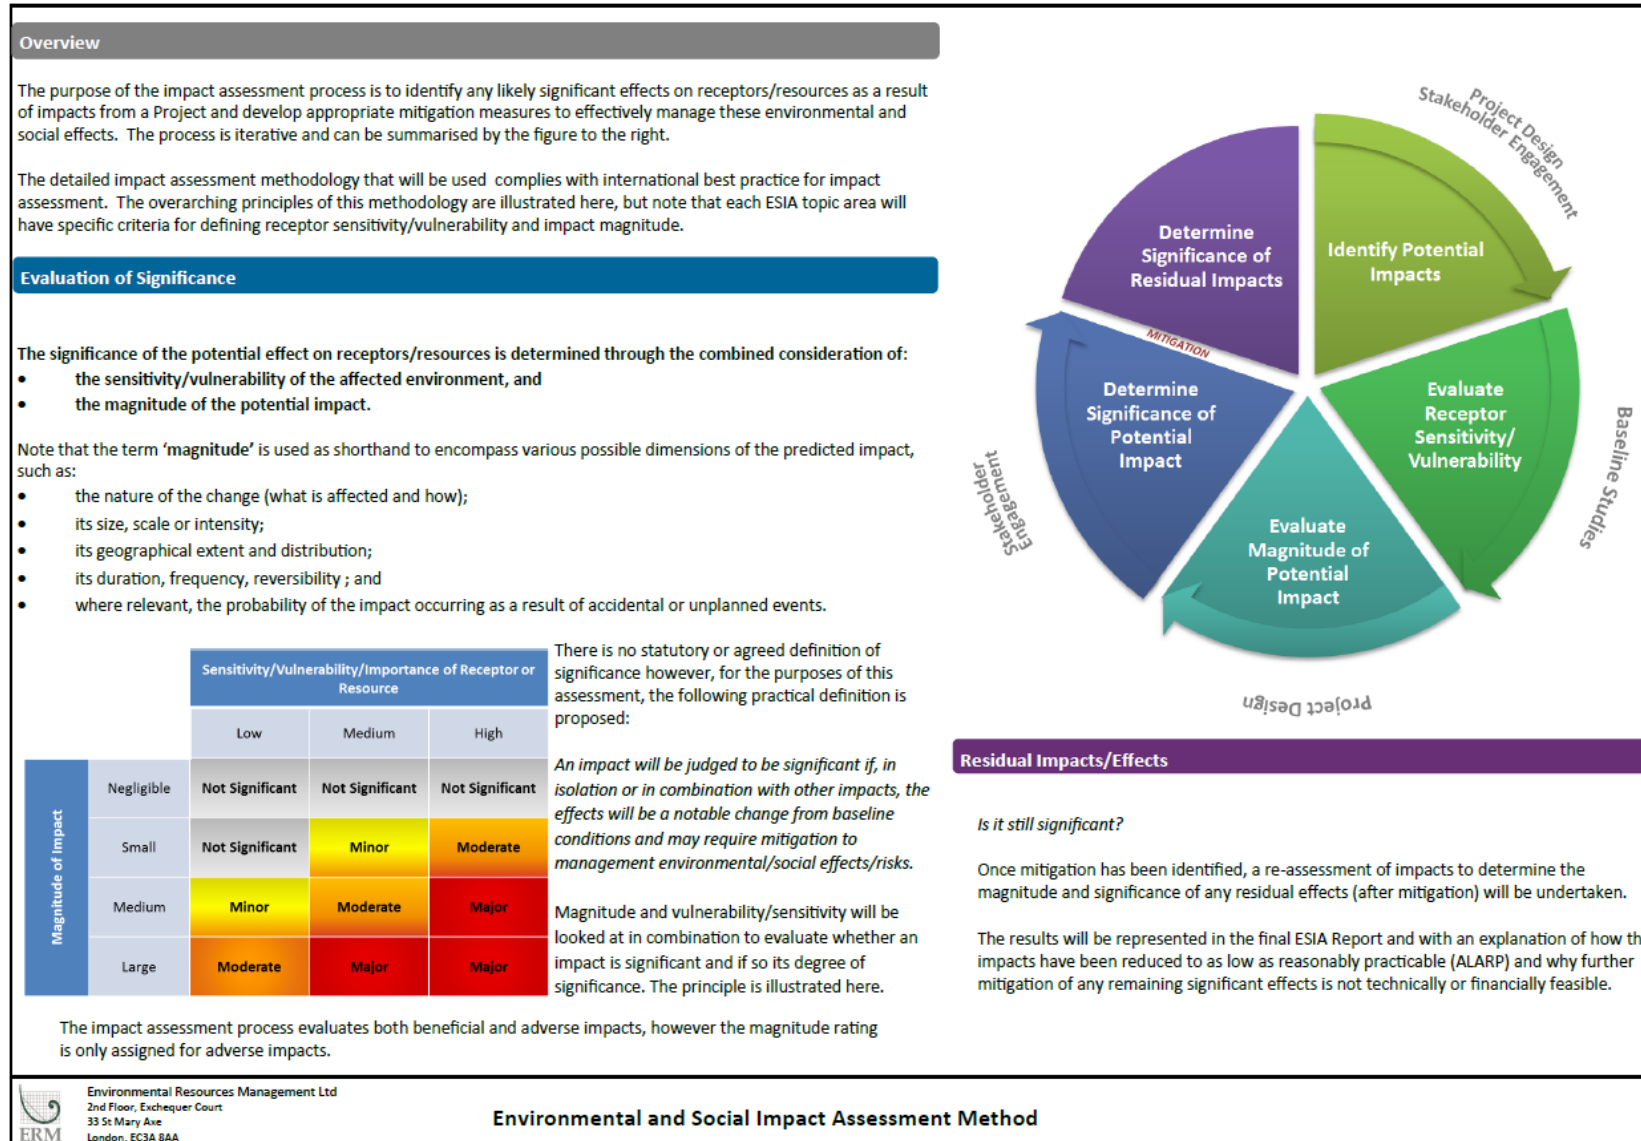 Overview
The purpose of the impact assessment process is to identify any likely significant effects on receptors/resources as a result
of impacts from a Project and develop appropriate mitigation measures to effectively manage these environmental and
social effects. The process is iterative and can be summarised by the figure to the right.
The detailed impact assessment methodology that will be used complies with international best practice for impact
assessment. The overarching principles of this methodology are illustrated here, but note that each ESIA topic area will
have specific criteria for defining receptor sensitivity/vulnerability and impact magnitude.
Evaluation of Significance
The significance of the potential effect on receptors/resources is determined through the combined consideration of:
• the sensitivity/vulnerability of the affected environment, and
• the magnitude of the potential impact.
Note that the term ‘magnitude’ is used as shorthand to encompass various possible dimensions of the predicted impact,
such as:
• the nature of the change (what is affected and how);
• its size, scale or intensity;
• its geographical extent and distribution;
• its duration, frequency, reversibility ; and
• where relevant, the probability of the impact occurring as a result of accidental or unplanned events.
Sensitivity/Vulnerability/Importance of Receptor or
Resource
Low Medium High
Magnitude of Impact
Negligible Not Significant Not Significant Not Significant
Small Not Significant Minor Moderate
Medium Minor Moderate Major
Large Moderate Major Major
There is no statutory or agreed definition of
significance however, for the purposes of this
assessment, the following practical definition is
proposed:
An impact will be judged to be significant if, in
isolation or in combination with other impacts, the
effects will be a notable change from baseline
conditions and may require mitigation to
management environmental/social effects/risks.
Magnitude and vulnerability/sensitivity will be
looked at in combination to evaluate whether an
impact is significant and if so its degree of
significance. The principle is illustrated here.
The impact assessment process evaluates both beneficial and adverse impacts, however the magnitude rating
is only assigned for adverse impacts.
Project Design
Stakeholder Engagement
Identify Potential
Impacts
Evaluate
Receptor
Sensitivity/
Vulnerability
Baseline Studies
Evaluate
Magnitude of
Potential
Impact
Project Design
Determine
Significance of
Potential
Impact
Stakeholder
Engagement
MITIGATION
Determine
Significance of
Residual Impacts
Residual Impacts/Effects
Is it still significant?
Once mitigation has been identified, a re-assessment of impacts to determine the
magnitude and significance of any residual effects (after mitigation) will be undertaken.
The results will be represented in the final ESIA Report and with an explanation of how th
impacts have been reduced to as low as reasonably practicable (ALARP) and why further
mitigation of any remaining significant effects is not technically or financially feasible.
ERM
Environmental Resources Management Ltd
2nd Floor, Exchequer Court
33 St Mary Axe
London, EC3A 8AA
Environmental and Social Impact Assessment Method